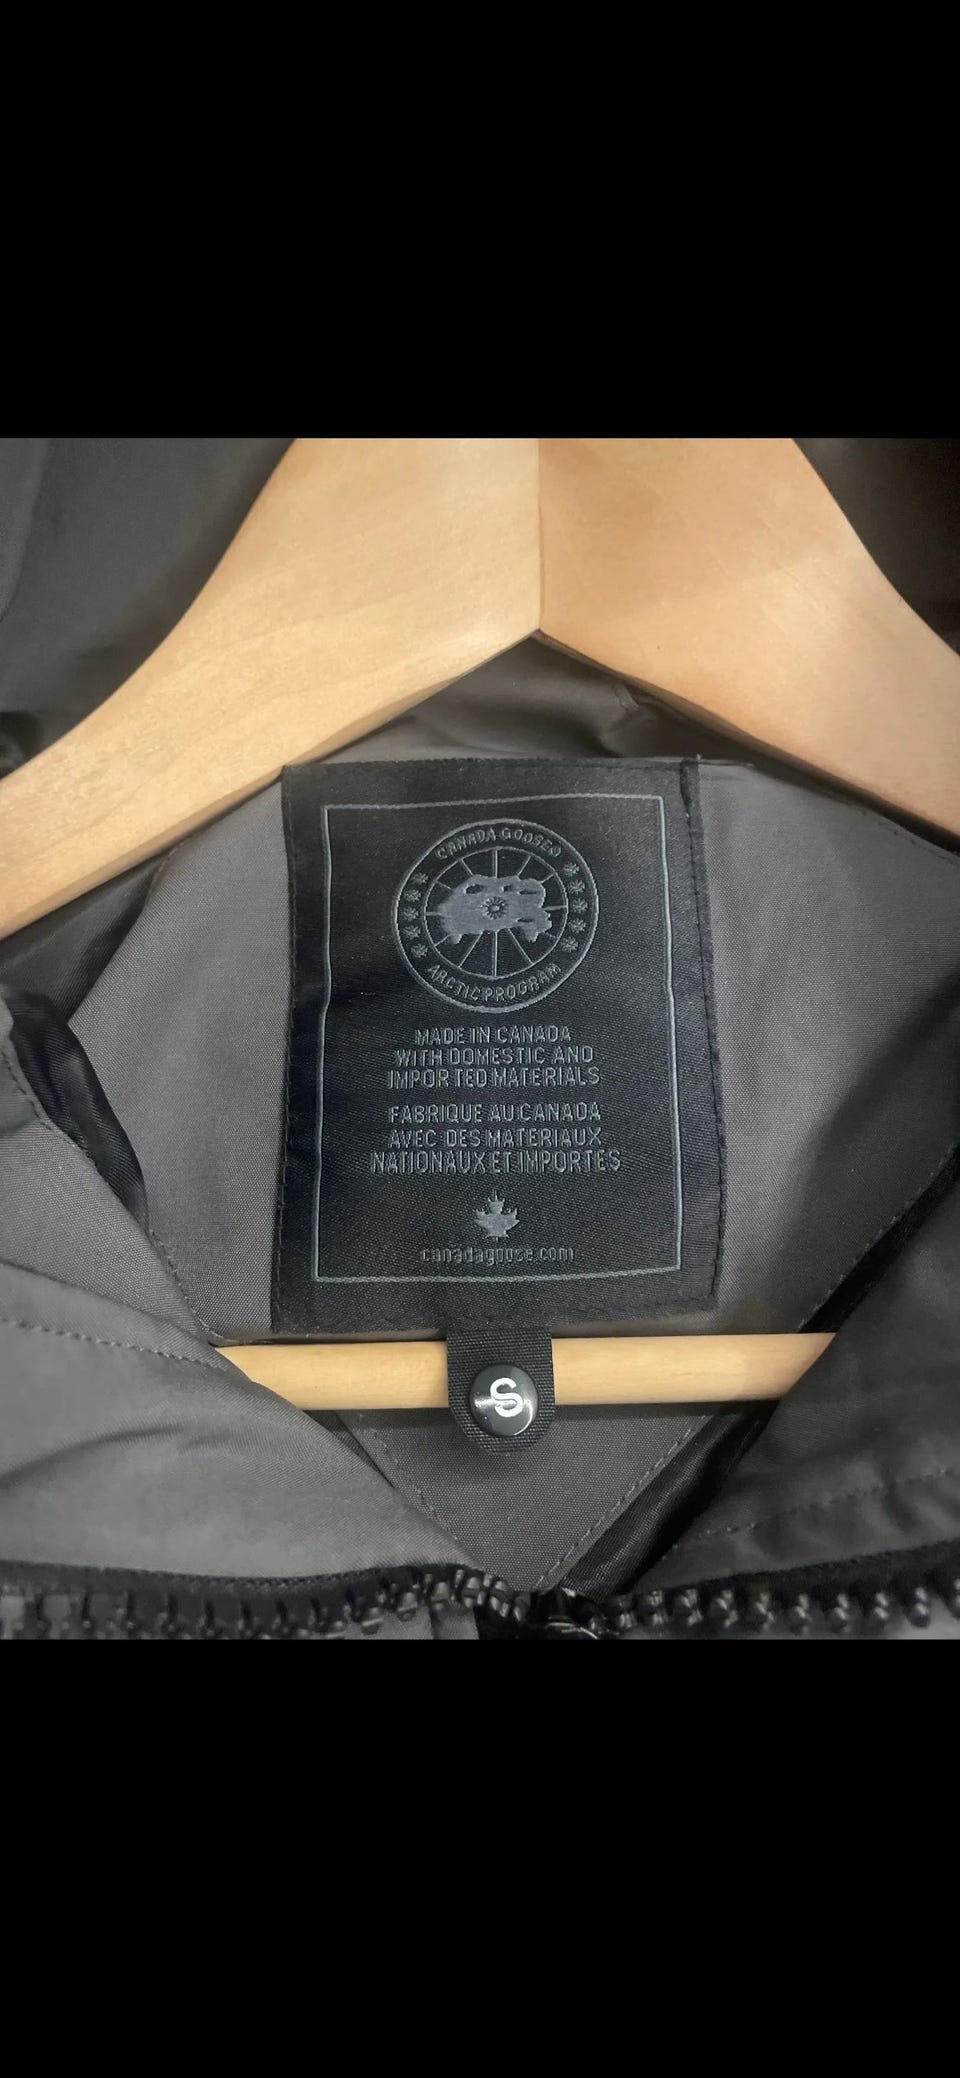 CANADA GOOSE®
ARCTIC PROGRAM
MADE IN CANADA
WITH DOMESTIC AND
IMPORTED MATERIALS
FABRIQUE AU CANADA
AVEC DES MATERIAUX
NATIONAUX ET IMPORTES
canadagoose.com
S